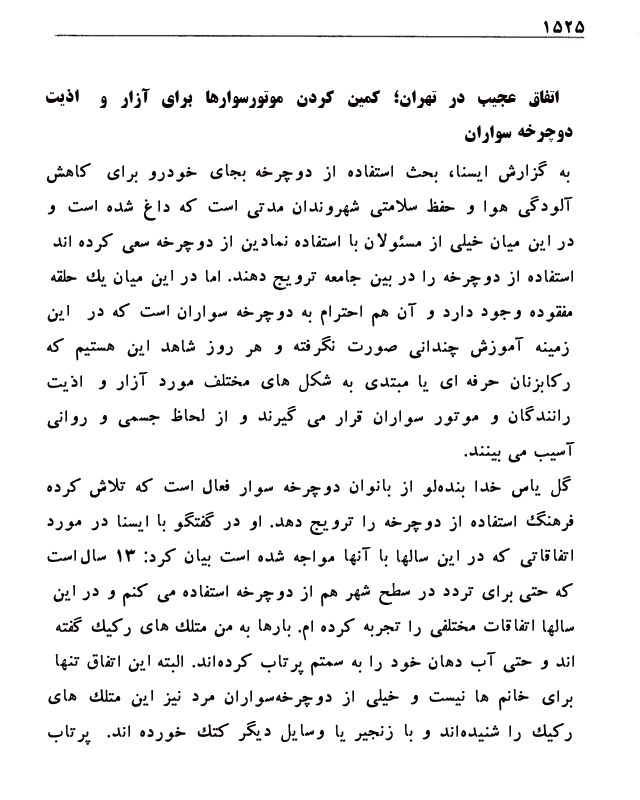 ۱۵۲۵
اتفاق عجیب در تهران؛ کمین کردن موتورسوارها برای آزار و اذیت
دوچرخه سواران
به گزارش ایسنا، بحث استفاده از دوچرخه بجای خودرو برای کاهش
آلودگی هوا و حفظ سلامتی شهروندان مدتی است که داغ شده است و
در این میان خیلی از مسئولان با استفاده نمادین از دوچرخه سعی کرده اند
استفاده از دوچرخه را در بین جامعه ترویج دهند. اما در این میان یك حلقه
مفقوده وجود دارد و آن هم احترام به دوچرخه سواران است که در این
زمینه آموزش چندانی صورت نگرفته و هر روز شاهد این هستیم که
رکابزنان حرفه ای یا مبتدی به شکل های مختلف مورد آزار و اذیت
رانندگان و موتور سواران قرار می گیرند و از لحاظ جسمی و روانی
آسیب می بینند.
گل یاس خدا بنده‌لو از بانوان دوچرخه سوار فعال است که تلاش کرده
فرهنگ استفاده از دوچرخه را ترویج دهد. او در گفتگو با ایسنا در مورد
اتفاقاتی که در این سالها با آنها مواجه شده است بیان کرد: ۱۳ سال است
که حتی برای تردد در سطح شهر هم از دوچرخه استفاده می کنم و در این
سالها اتفاقات مختلفی را تجربه کرده ام. بارها به من متلك های رکیك گفته
اند و حتی آب دهان خود را به سمتم پرتاب کرده‌اند. البته این اتفاق تنها
برای خانم ها نیست و خیلی از دوچرخه‌سواران مرد نیز این متلك های
رکیك را شنیده‌اند و با زنجیر یا وسایل دیگر کتك خورده اند. پرتاب